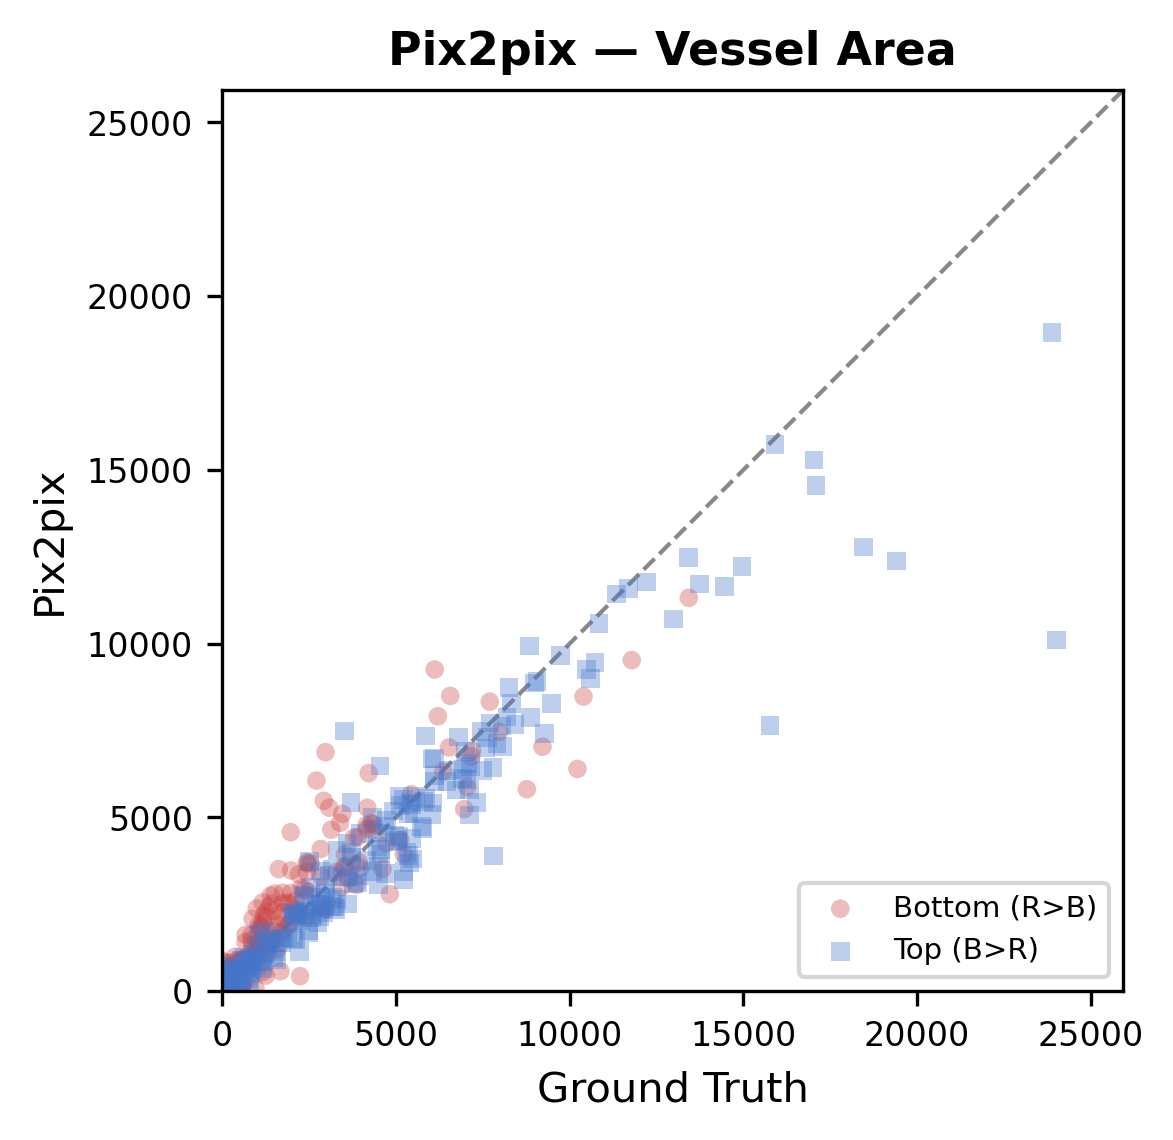 Pix2pix — Vessel Area
25000
20000
15000
10000
5000
0
Pix2pix
Bottom (R>B)
Top (B>R)
0 5000 10000 15000 20000 25000
Ground Truth